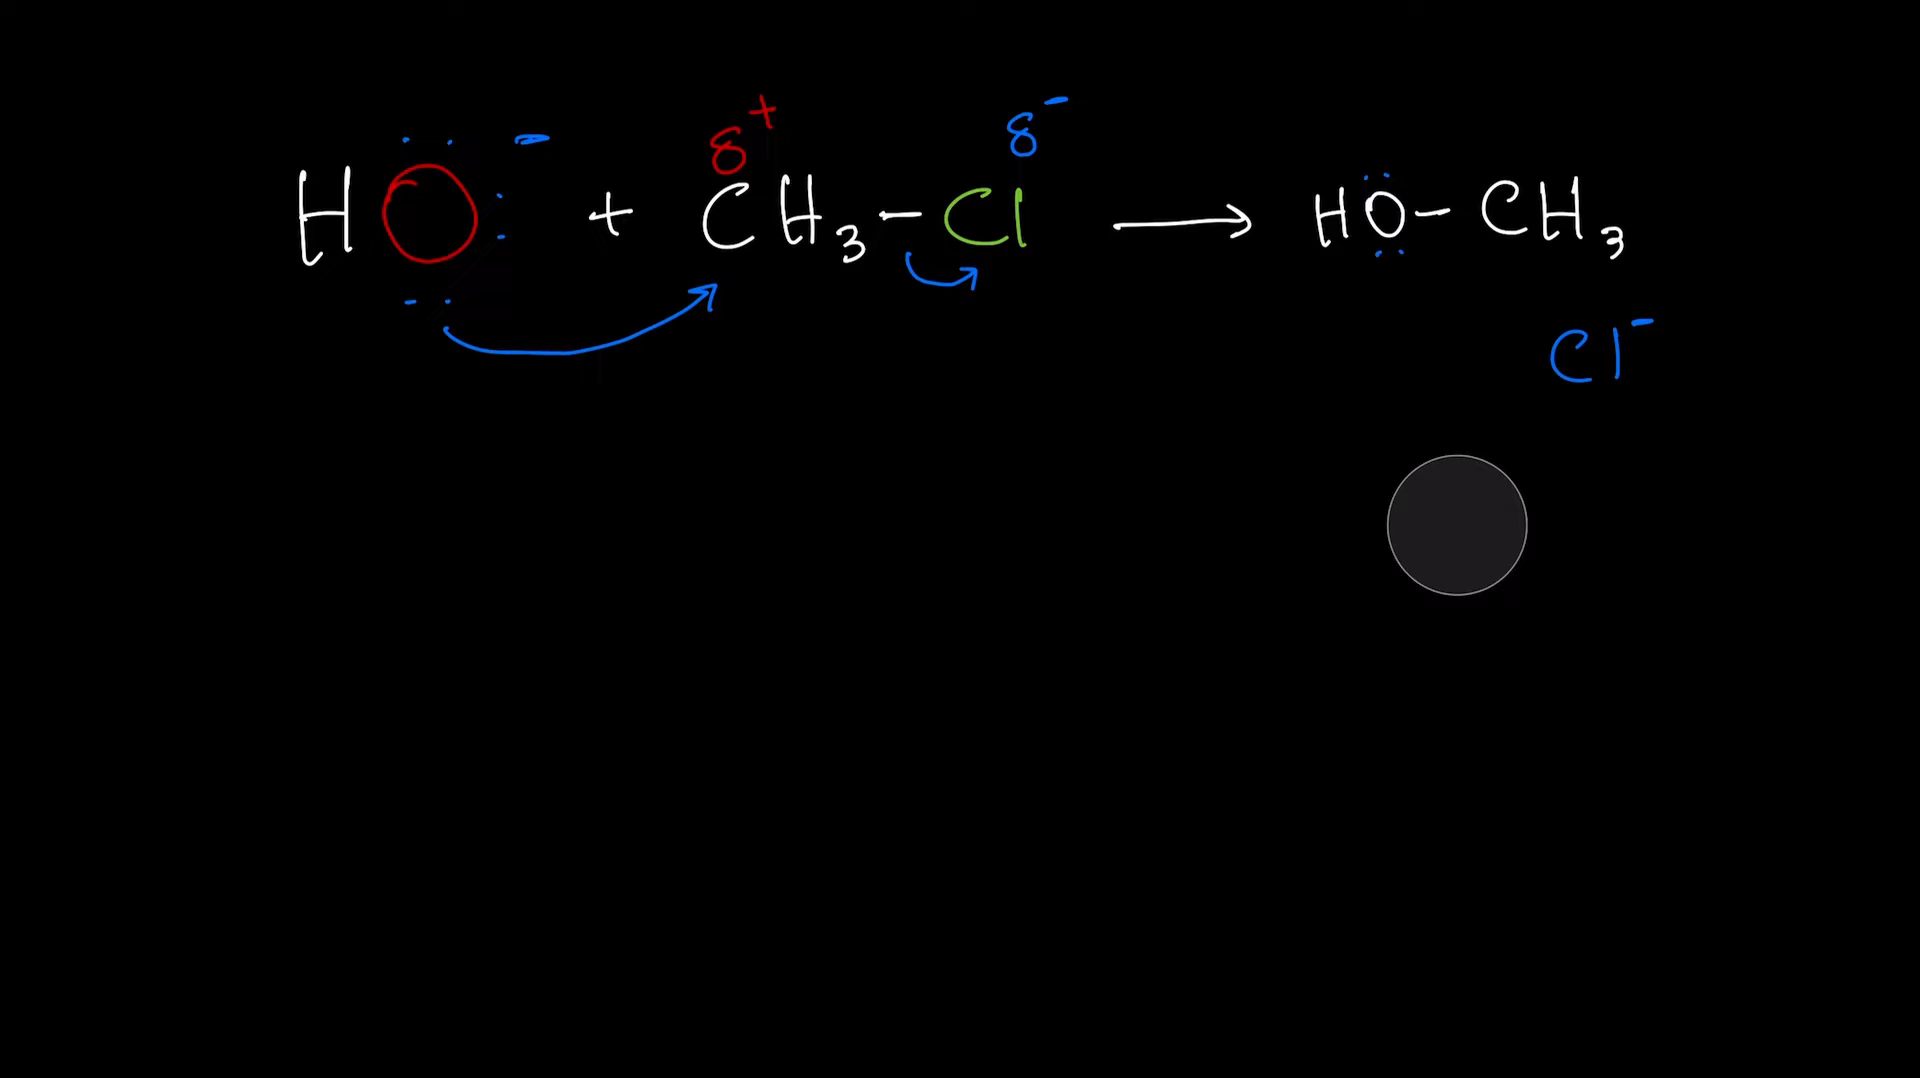 δ⁺ δ⁻
HO⁻ + CH₃-Cl → HO-CH₃
Cl⁻